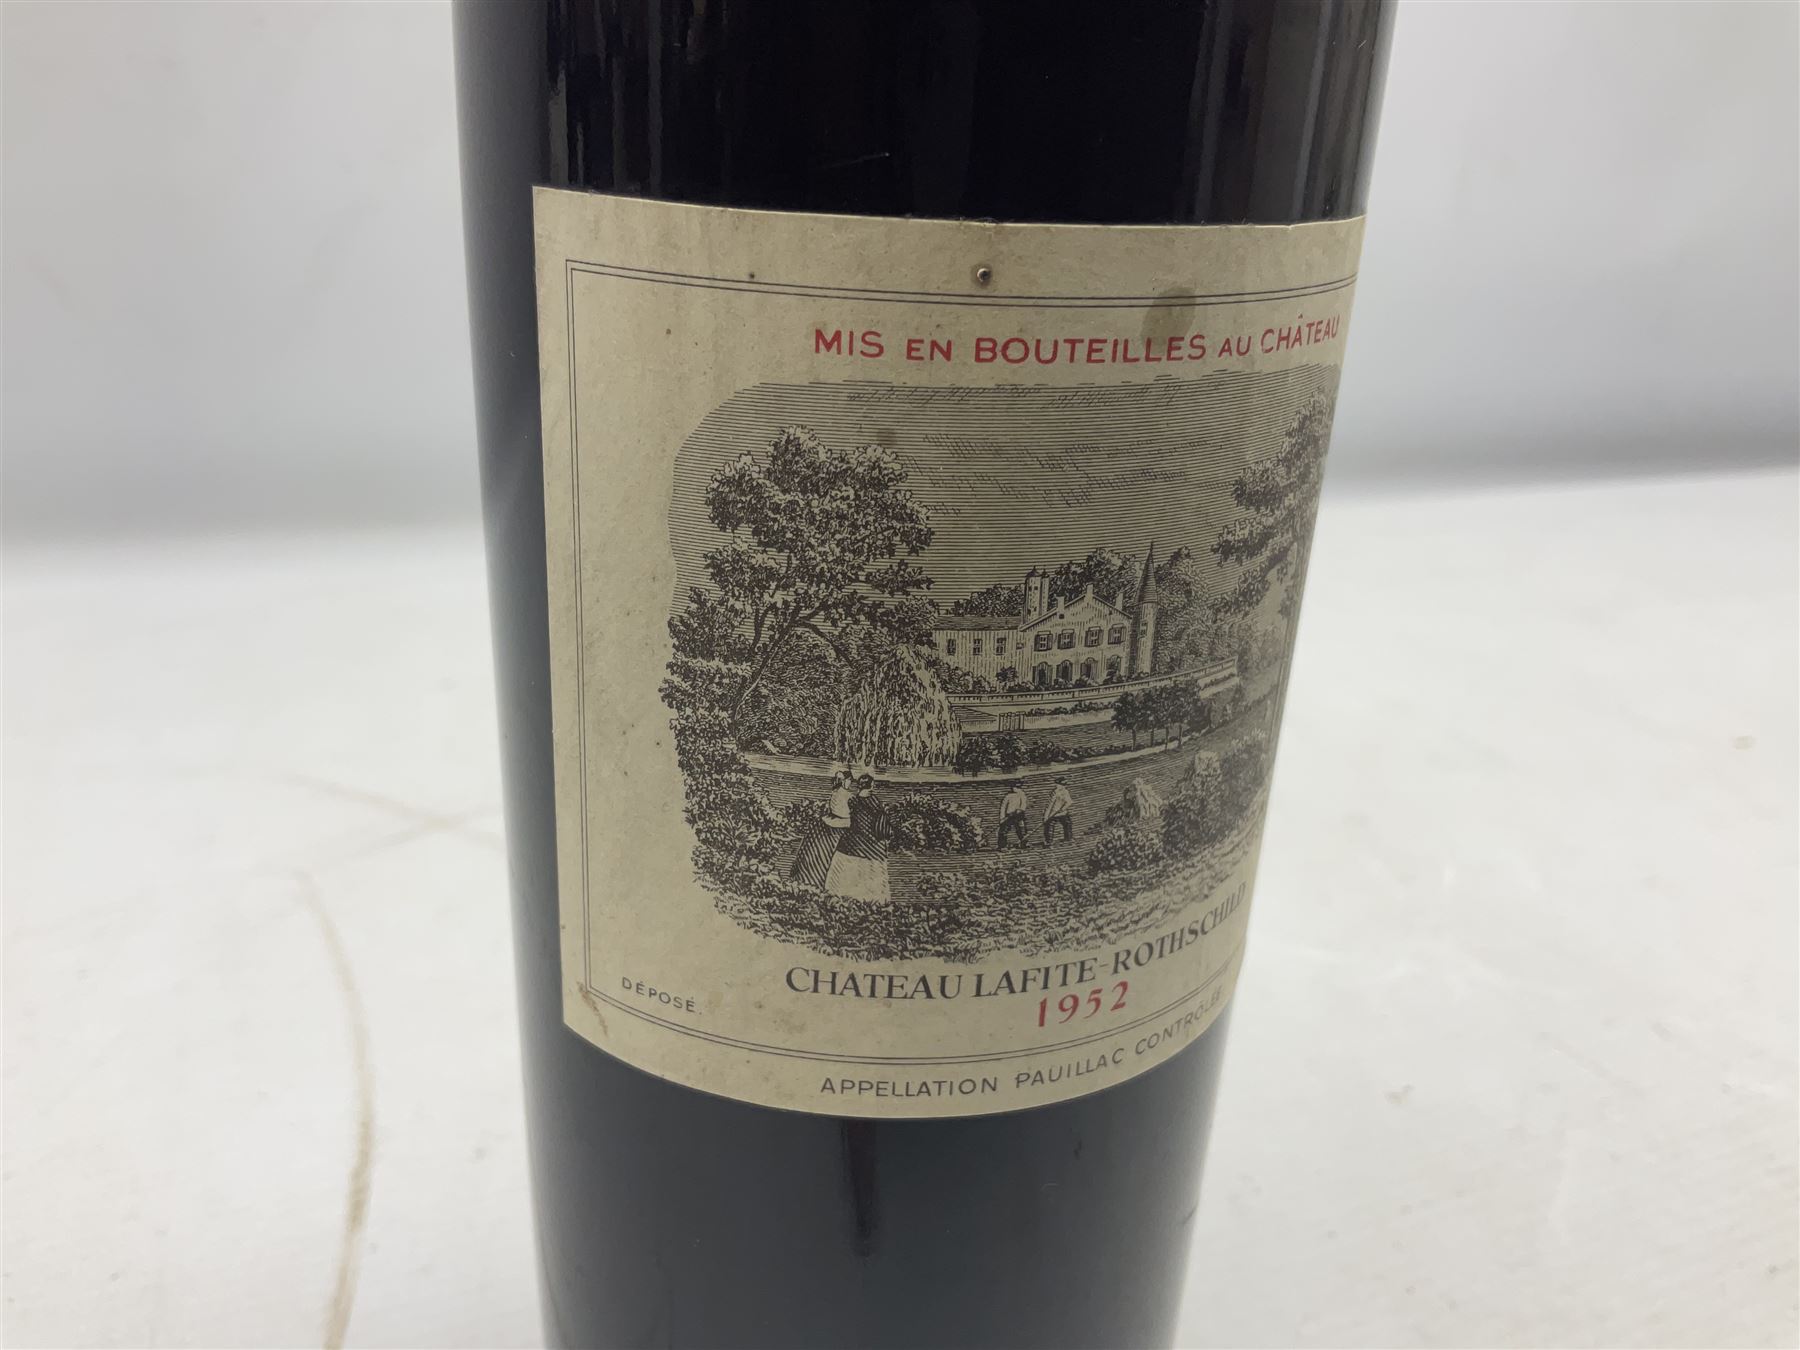 MIS EN BOUTEILLES AU CHÂTEAU
CHATEAU LAFITE-ROTHSCHILD
1952
DÉPOSÉ.
APPELLATION PAUILLAC CONTRÔLÉE